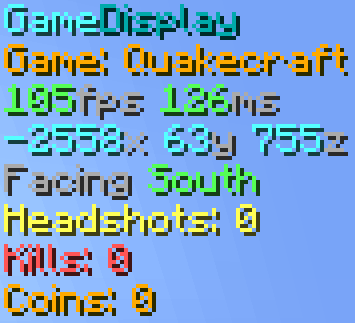 GameDisplay
Game: Quakecraft
105fps 126ms
-2558x 63y 755z
Facing South
Headshots: 0
Kills: 0
Coins: 0